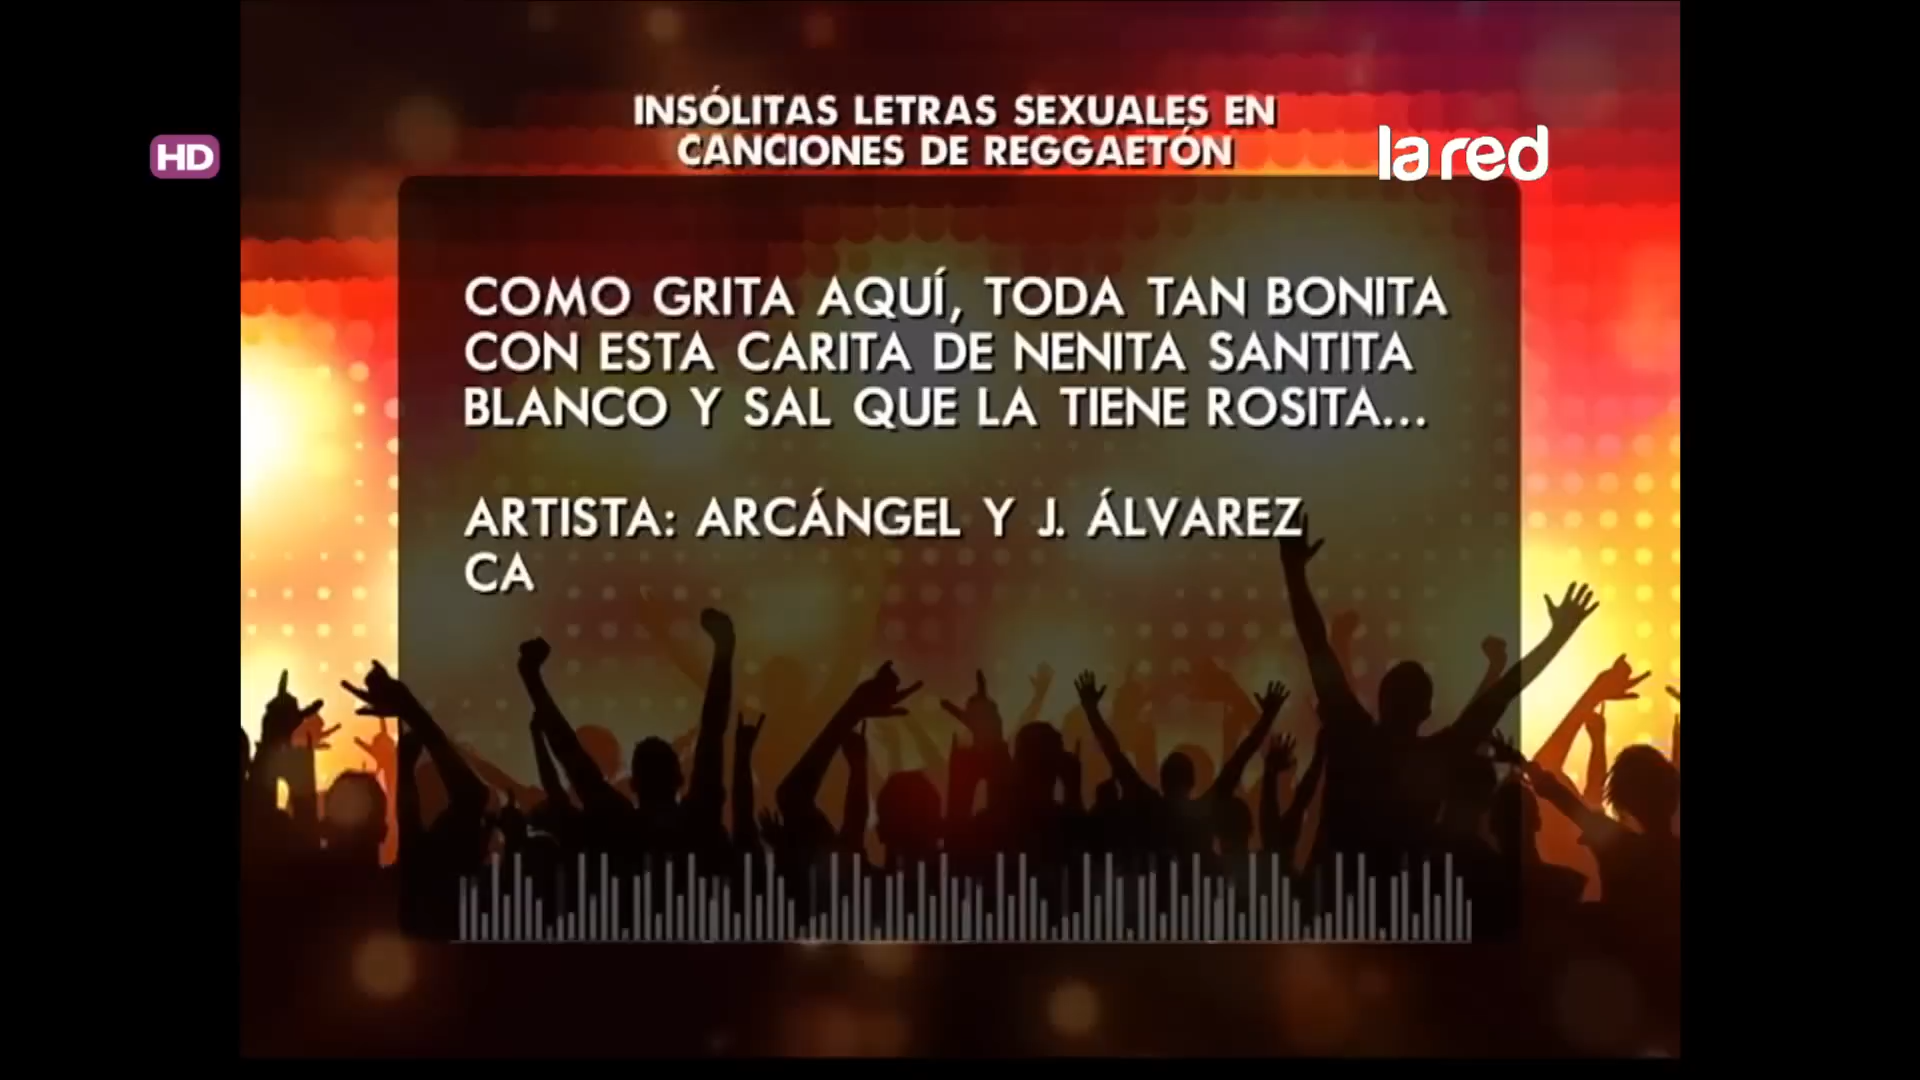 INSÓLITAS LETRAS SEXUALES EN
CANCIONES DE REGGAETÓN
HD
la red
COMO GRITA AQUÍ, TODA TAN BONITA
CON ESTA CARITA DE NENITA SANTITA
BLANCO Y SAL QUE LA TIENE ROSITA...
ARTISTA: ARCÁNGEL Y J. ÁLVAREZ
CA